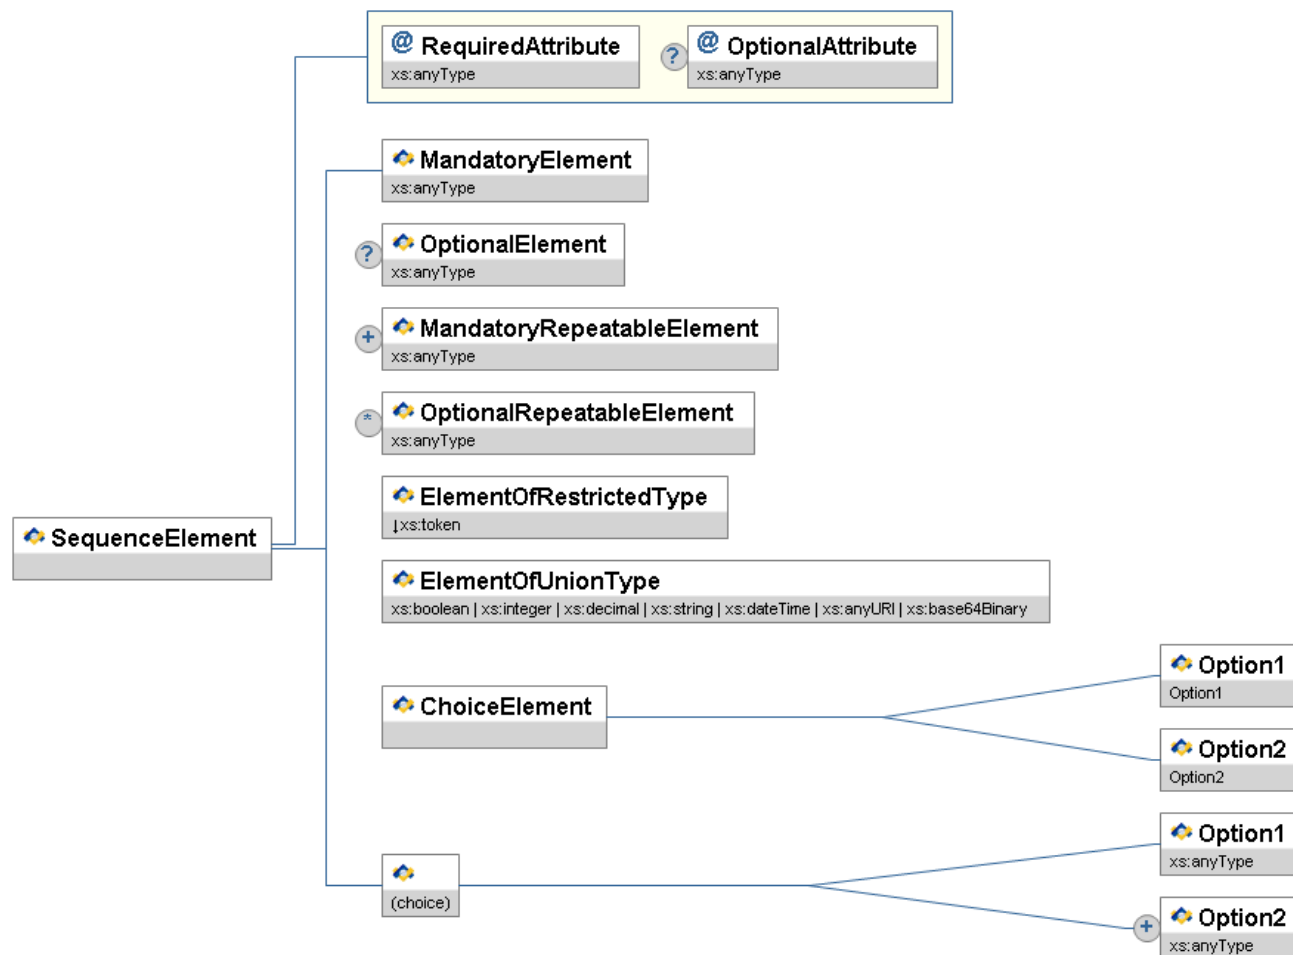 @ RequiredAttribute
xs:anyType
? @ OptionalAttribute
xs:anyType
MandatoryElement
xs:anyType
? OptionalElement
xs:anyType
+ MandatoryRepeatableElement
xs:anyType
* OptionalRepeatableElement
xs:anyType
ElementOfRestrictedType
↓xs:token
SequenceElement
ElementOfUnionType
xs:boolean | xs:integer | xs:decimal | xs:string | xs:dateTime | xs:anyURI | xs:base64Binary
ChoiceElement
Option1
Option1
Option2
Option2
(choice)
Option1
xs:anyType
+ Option2
xs:anyType